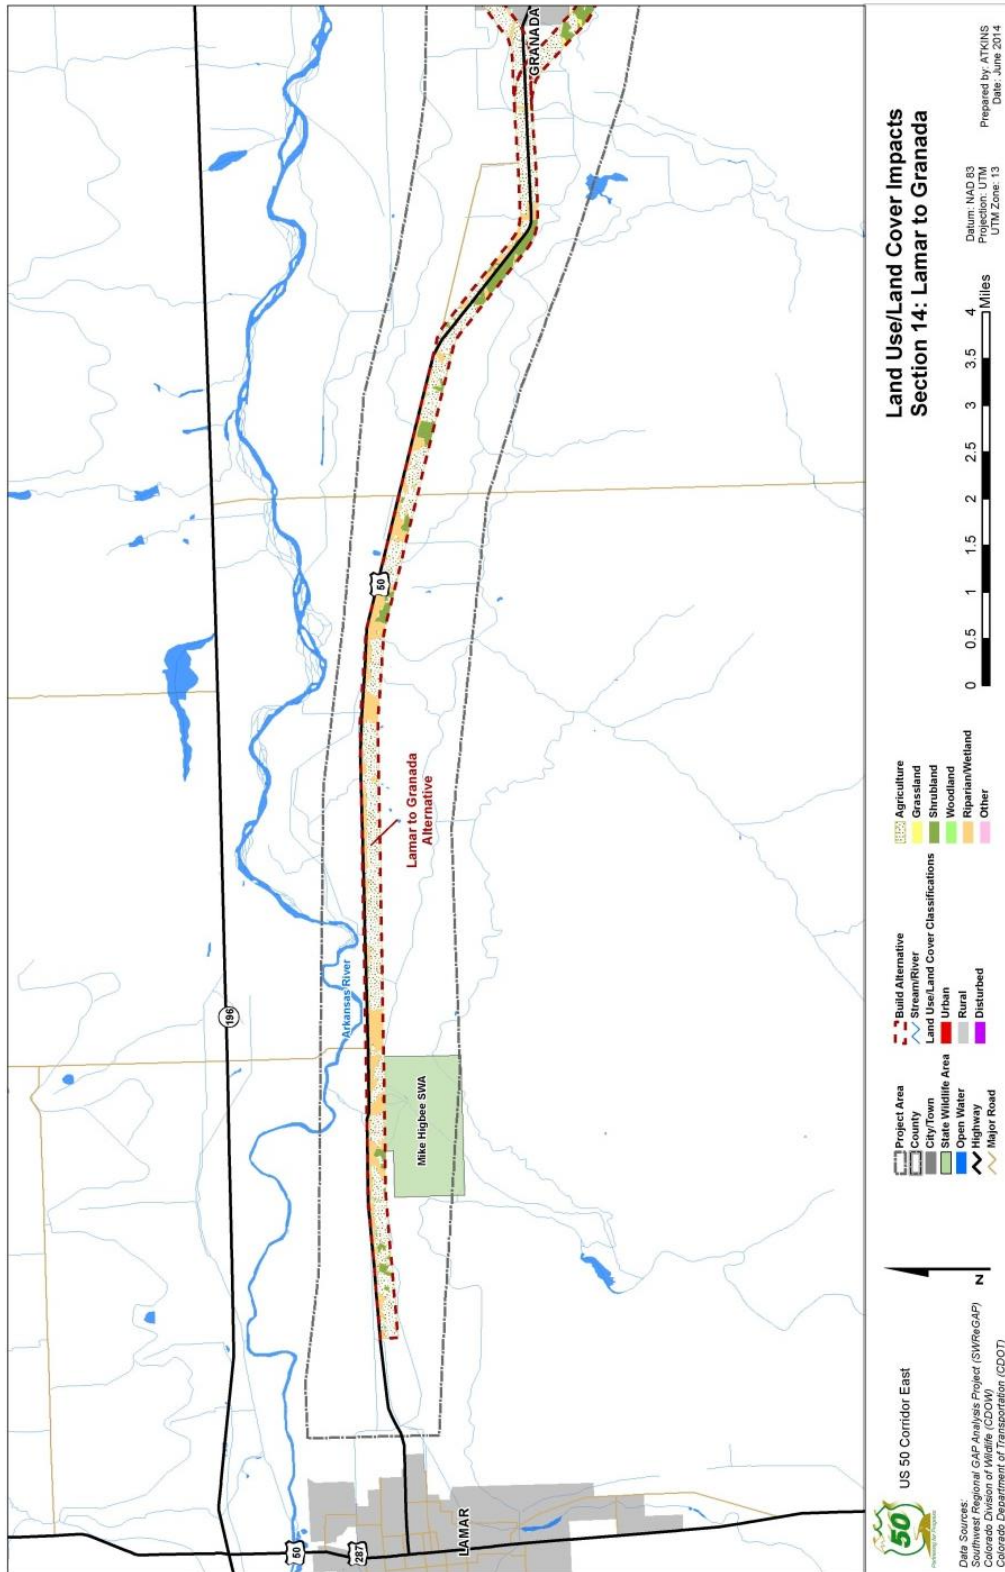 GRANADA
50
Lamar to Granada
Alternative
196
Arkansas River
Mike Higbee SWA
50
287
LAMAR
50
Partnering for Progress
US 50 Corridor East
Data Sources:
Southwest Regional GAP Analysis Project (SWReGAP)
Colorado Division of Wildlife (CDOW)
Colorado Department of Transportation (CDOT)
N
Project Area
County
City/Town
State Wildlife Area
Open Water
Highway
Major Road
Build Alternative
Stream/River
Land Use/Land Cover Classifications
Urban
Rural
Disturbed
Agriculture
Grassland
Shrubland
Woodland
Riparian/Wetland
Other
0 0.5 1 1.5 2 2.5 3 3.5 4
Miles
Land Use/Land Cover Impacts
Section 14: Lamar to Granada
Datum: NAD 83
Projection: UTM
UTM Zone: 13
Prepared by: ATKINS
Date: June 2014